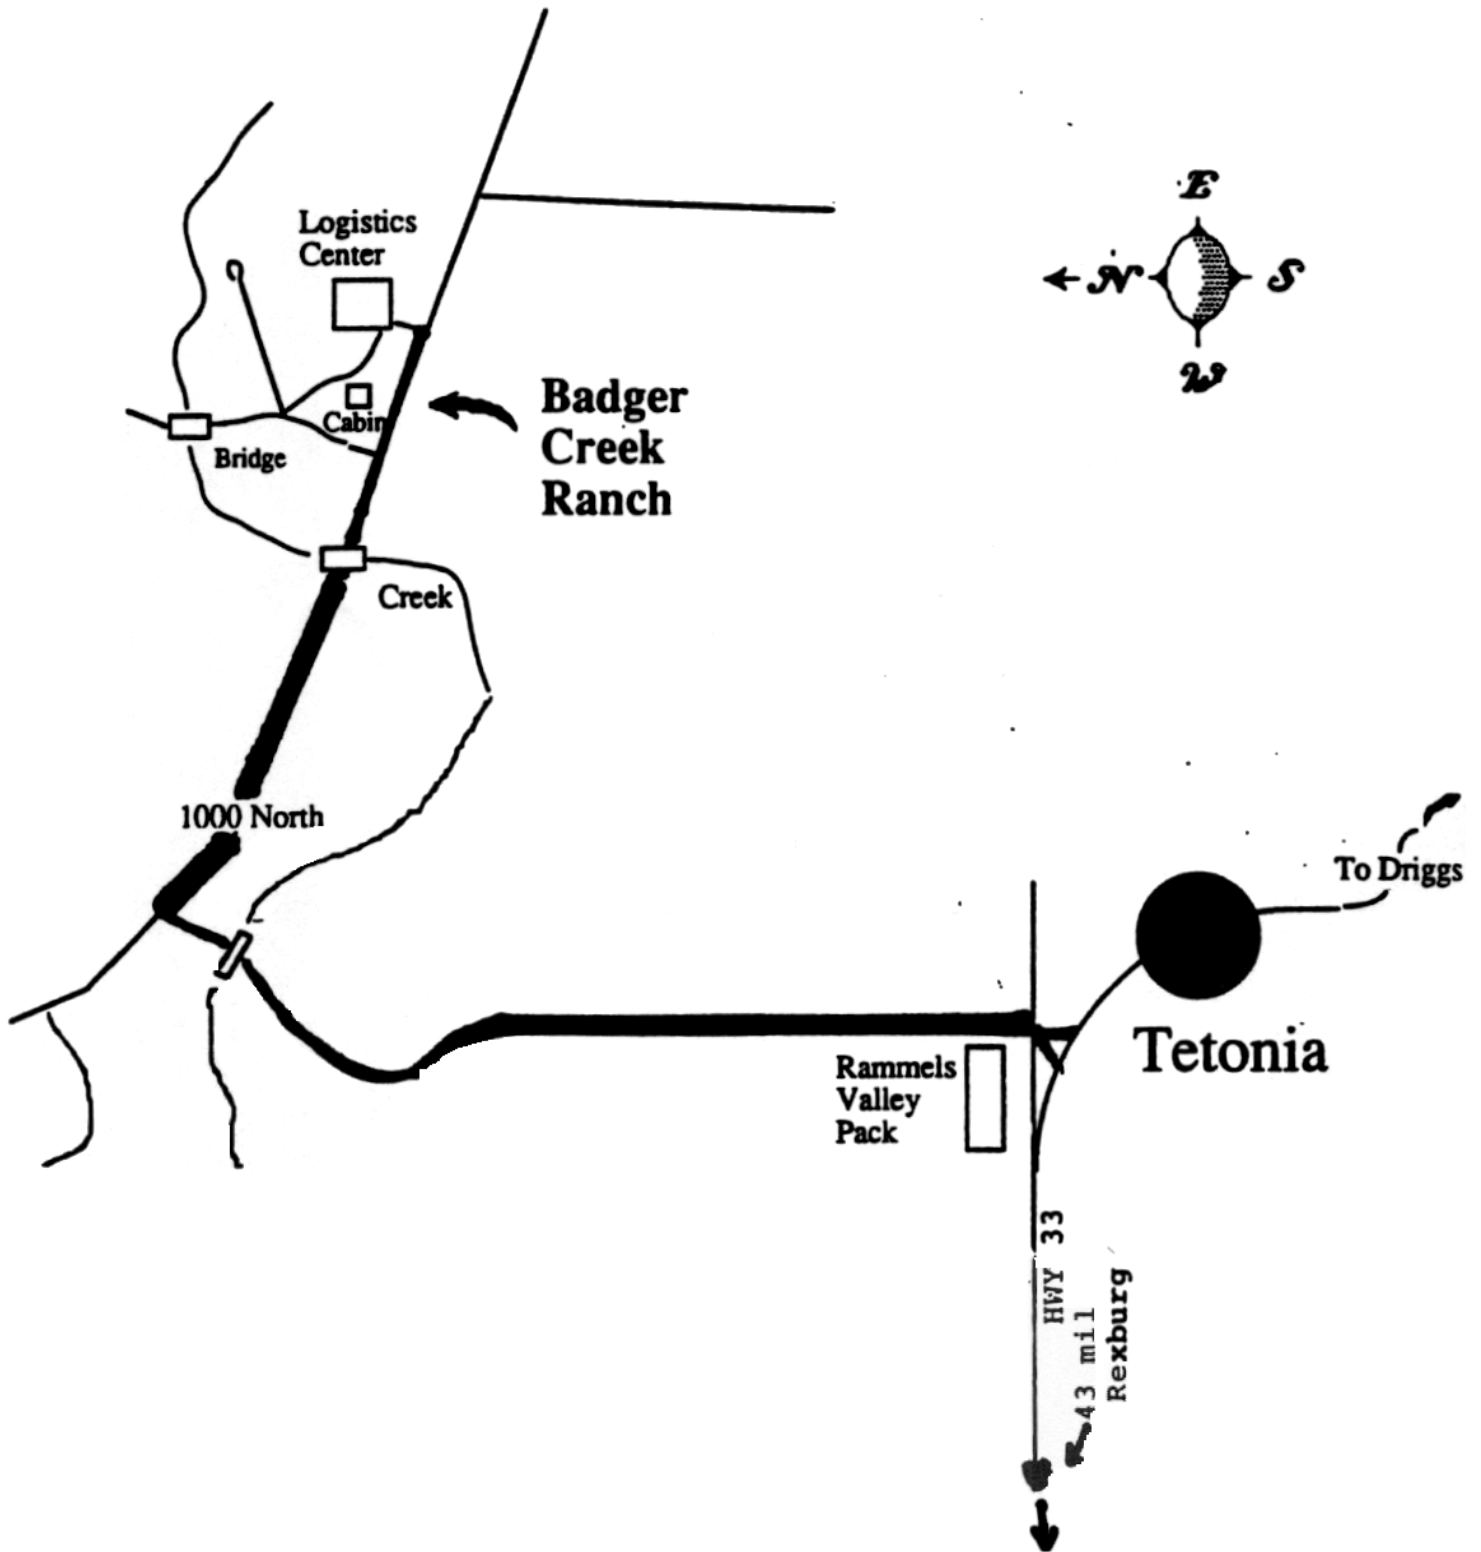 Logistics
Center
E
N
S
W
Badger
Creek
Ranch
Cabin
Bridge
Creek
1000 North
To Driggs
Tetonia
Rammels
Valley
Pack
HWY 33
43 mil
Rexburg